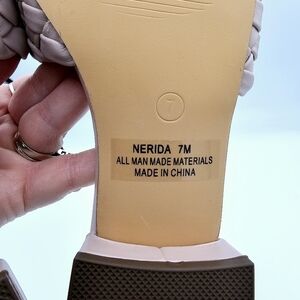 7
NERIDA 7M
ALL MAN MADE MATERIALS
MADE IN CHINA